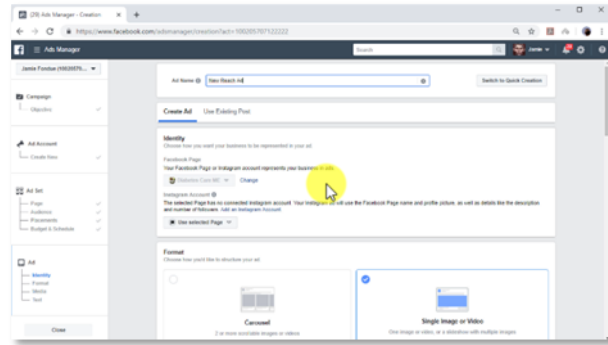 (29) Ads Manager - Creation
https://www.facebook.com/adsmanager/creation?act=100205707122222
Ads Manager
Search
Jamie
Ad Name
New Reach Ad
Switch to Quick Creation
Campaign
Objective
Create Ad
Use Existing Post
Identity
Choose how you want your business to be represented in your ad.
Ad Account
Create New
Facebook Page
Your Facebook Page or Instagram account represents your business in ads.
Change
Ad Set
Page
Audience
Placements
Budget & Schedule
Instagram Account
The selected Page has no connected Instagram account. Your Instagram ad will use the Facebook Page name and profile picture, as well as details like the description
and number of followers. Add an Instagram Account.
Use selected Page
Ad
Identity
Format
Media
Text
Format
Choose how you'd like to structure your ad.
Carousel
2 or more scrollable images or videos
Single Image or Video
One image or video, or a slideshow with multiple images
Close